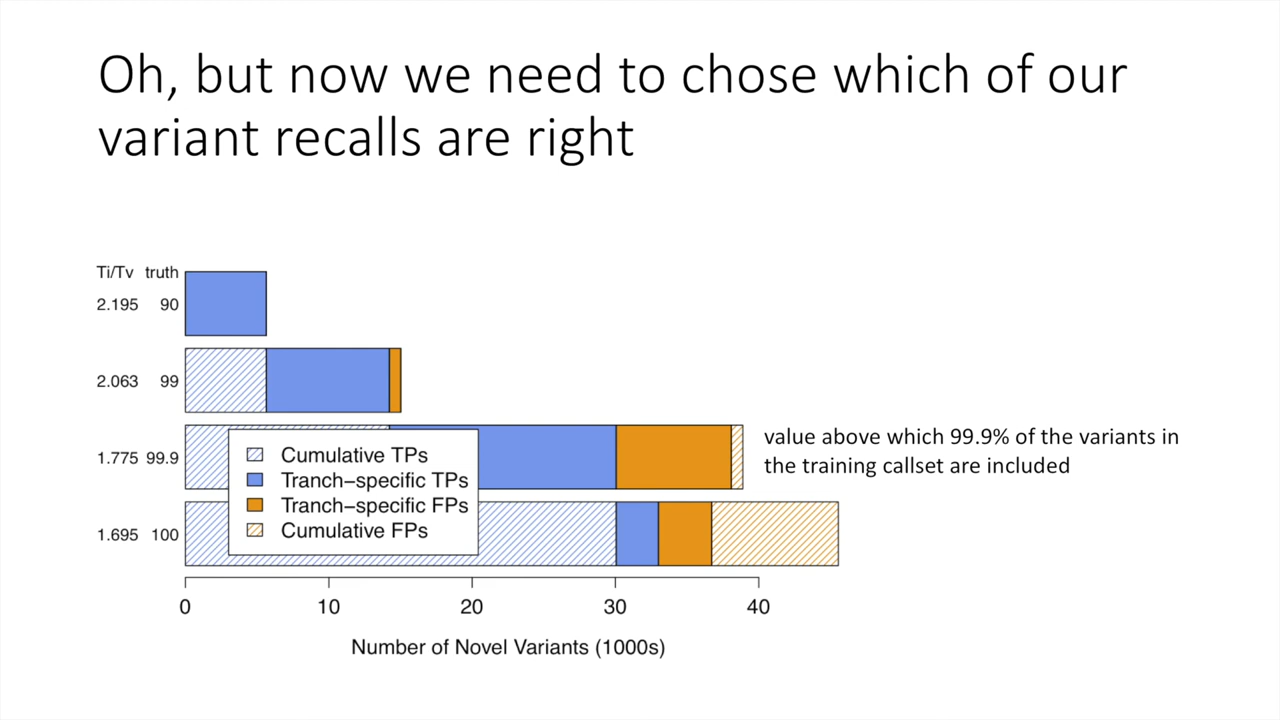 Oh, but now we need to chose which of our
variant recalls are right
Ti/Tv truth
2.195 90
2.063 99
1.775 99.9
1.695 100
value above which 99.9% of the variants in
the training callset are included
Cumulative TPs
Tranch−specific TPs
Tranch−specific FPs
Cumulative FPs
0 10 20 30 40
Number of Novel Variants (1000s)